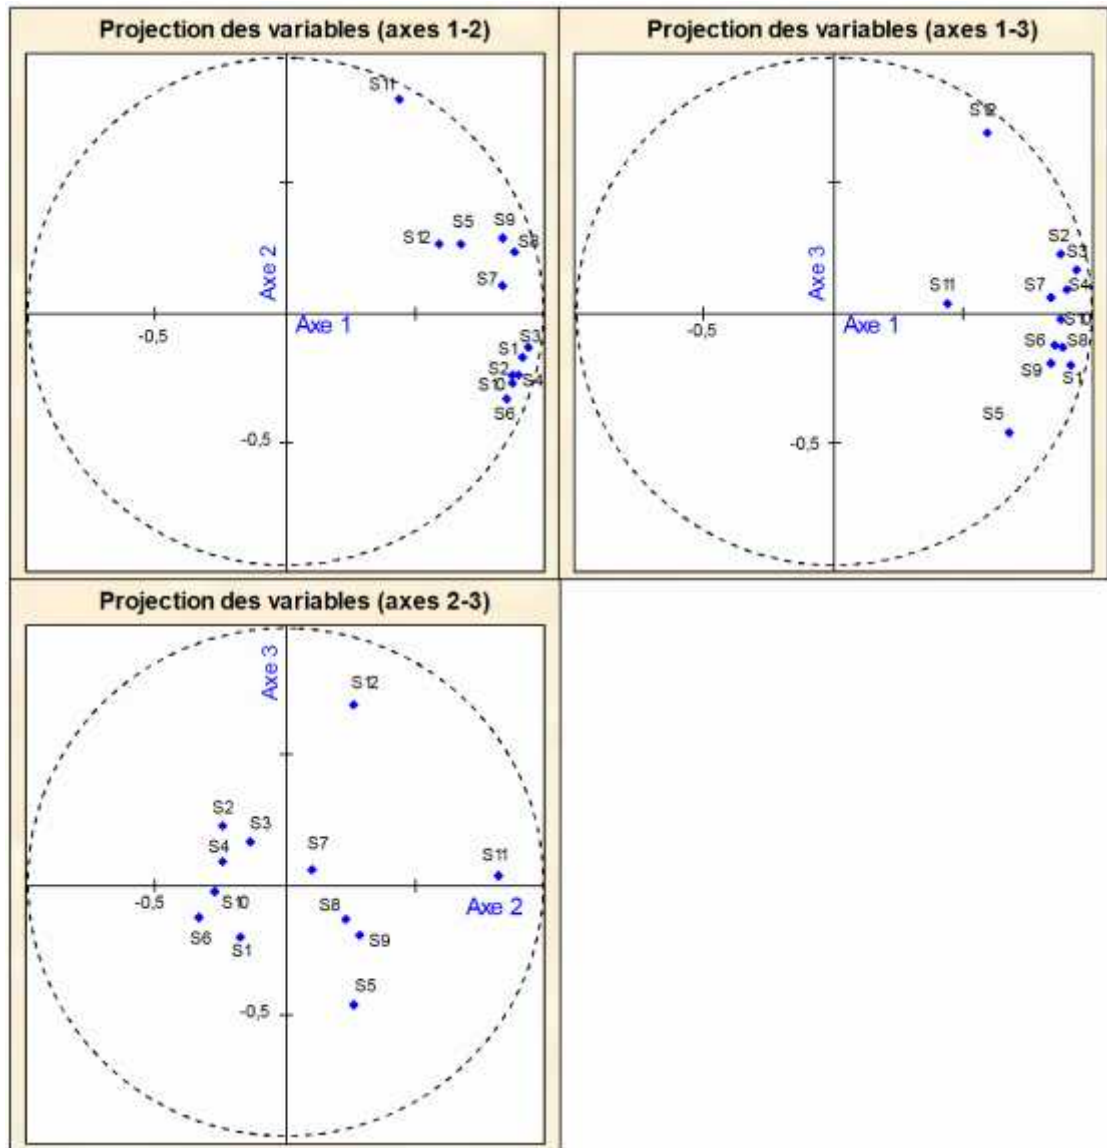 Projection des variables (axes 1-2)
S11
S9
S12
S5
S8
S7
Axe 2
-0,5
Axe 1
S3
S1
S2
S4
S10
S6
-0,5
Projection des variables (axes 1-3)
S12
S2
S3
Axe 3
S11
S7
S4
-0,5
Axe 1
S10
S6
S8
S9
S1
S5
-0,5
Projection des variables (axes 2-3)
Axe 3
S12
S2
S3
S4
S7
S11
-0,5
S10
S8
Axe 2
S6
S1
S9
S5
-0,5